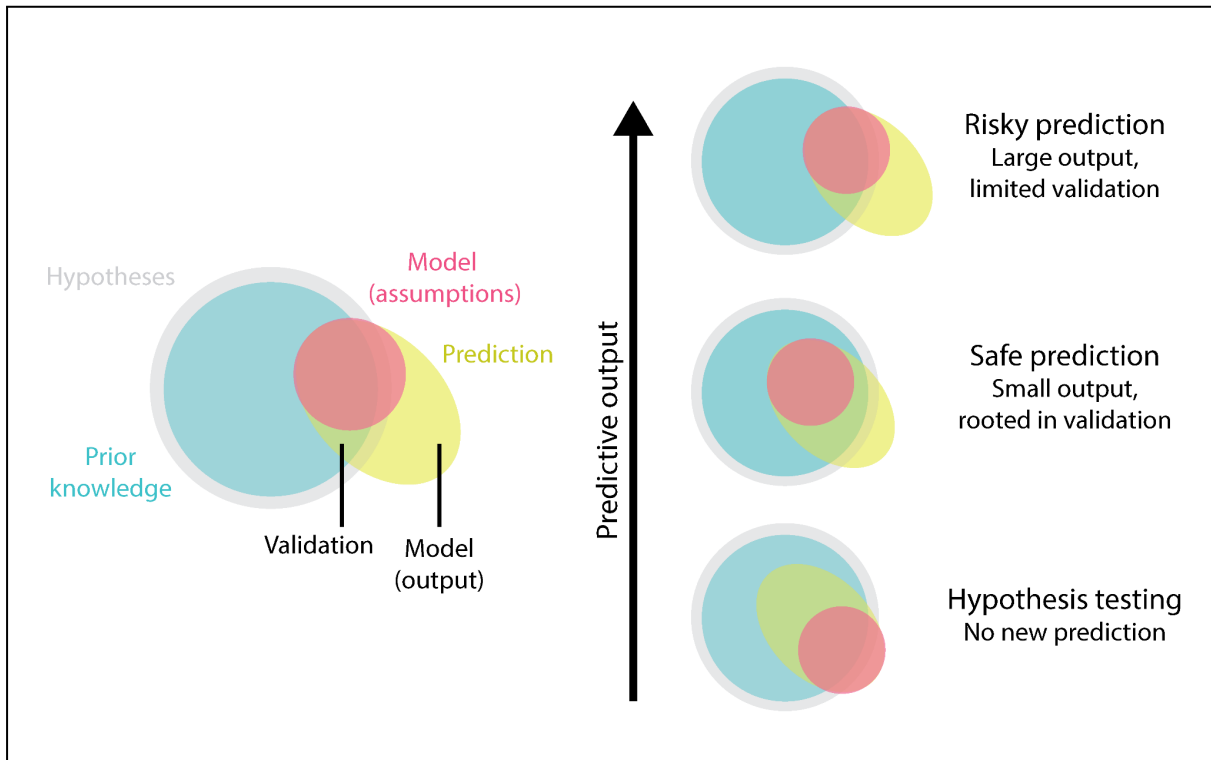 Hypotheses
Model
(assumptions)
Prediction
Prior
knowledge
Validation
Model
(output)
Predictive output
Risky prediction
Large output,
limited validation
Safe prediction
Small output,
rooted in validation
Hypothesis testing
No new prediction